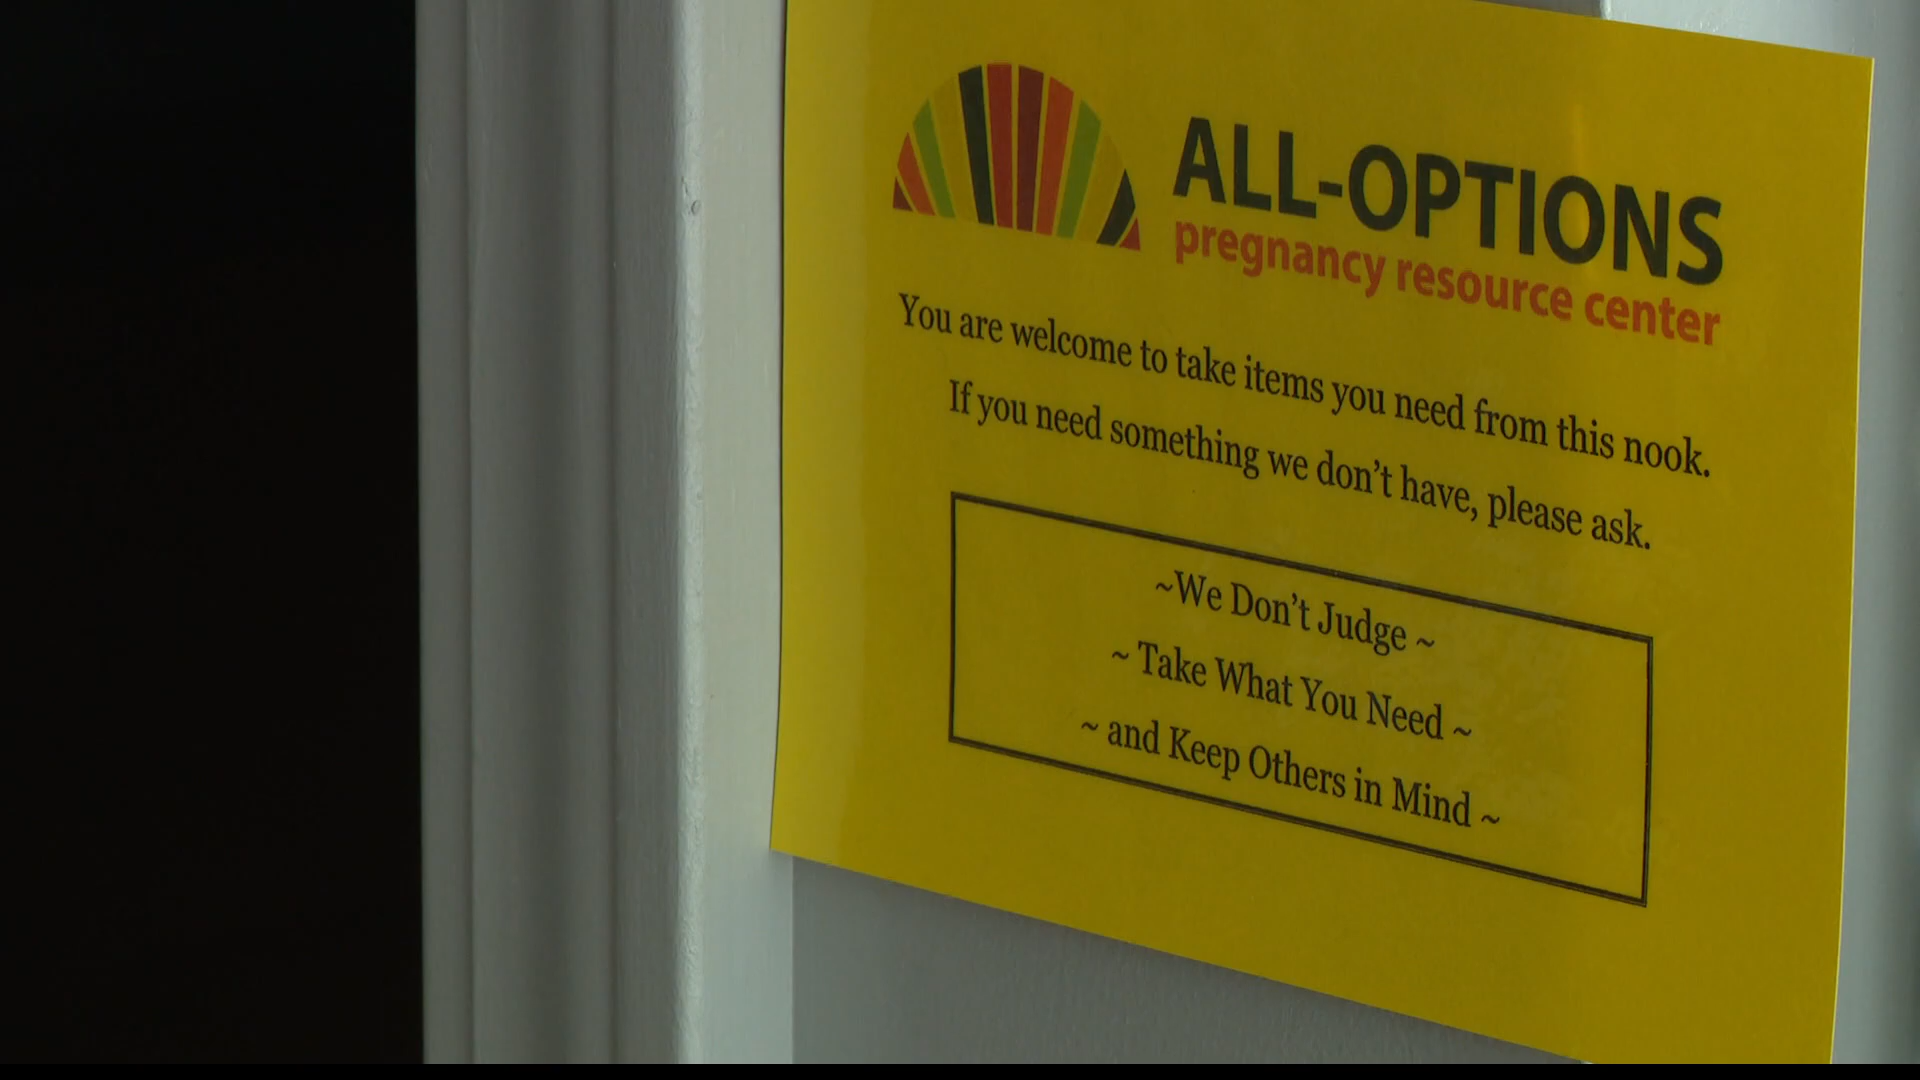 ALL-OPTIONS
pregnancy resource center
You are welcome to take items you need from this nook.
If you need something we don't have, please ask.
~We Don't Judge ~
~ Take What You Need ~
~ and Keep Others in Mind ~